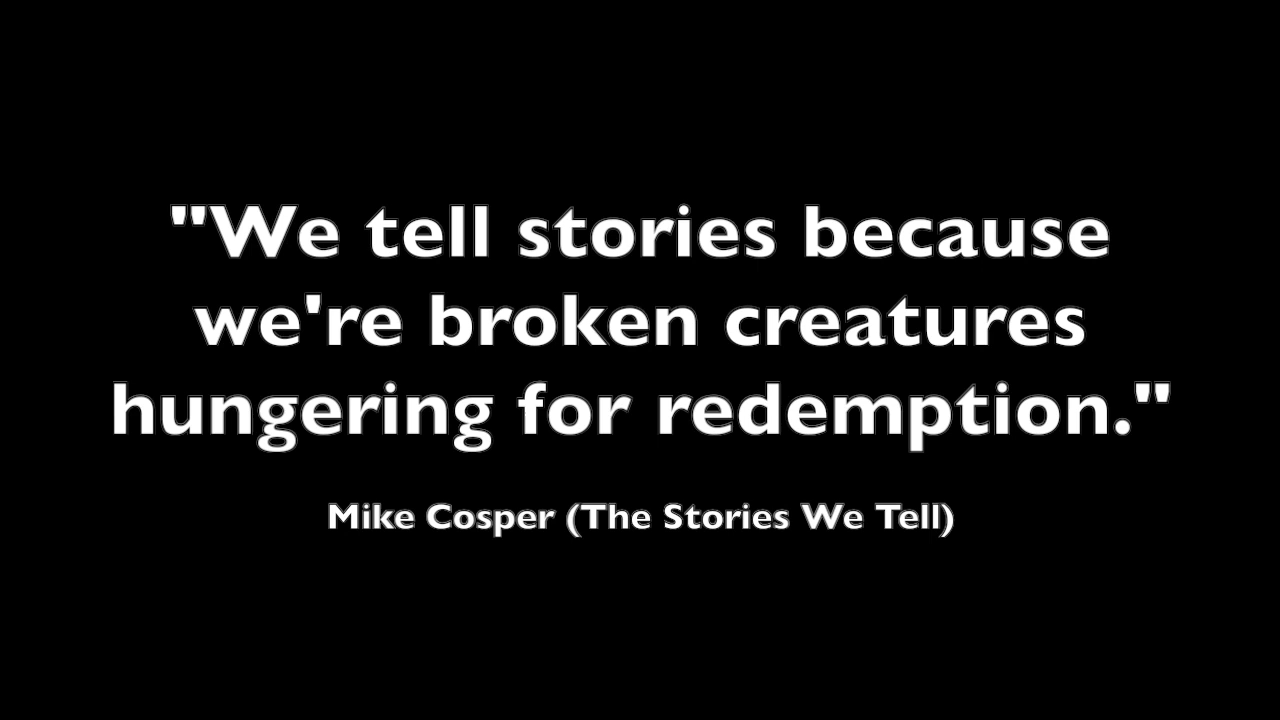 "We tell stories because
we're broken creatures
hungering for redemption."
Mike Cosper (The Stories We Tell)